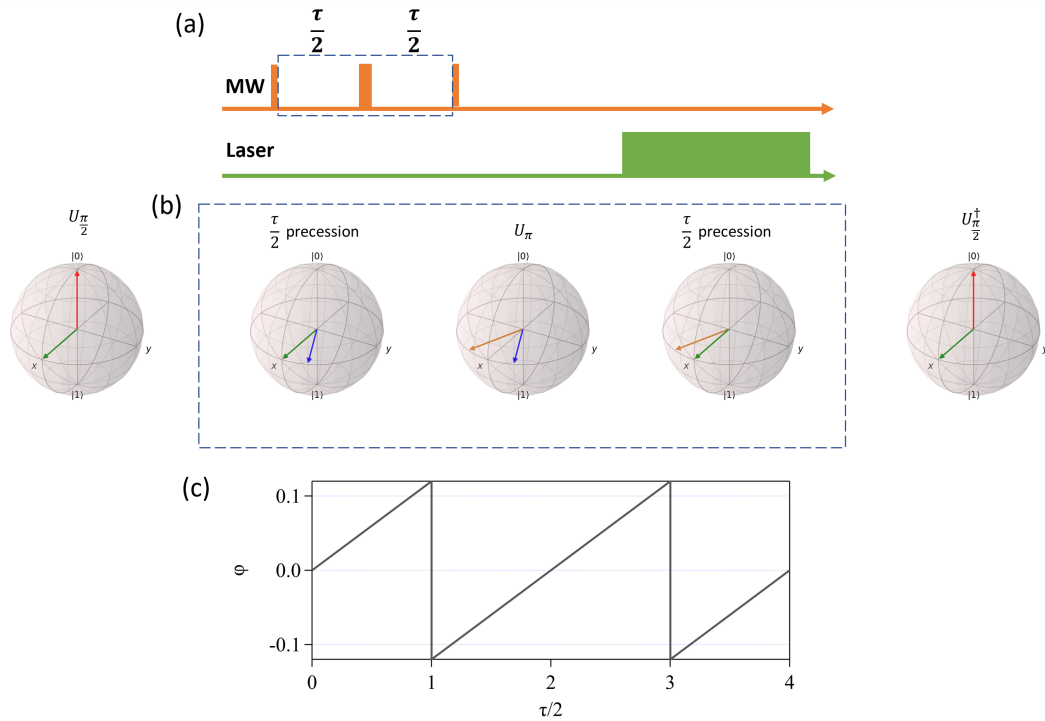 (a)
τ/2 τ/2
MW
Laser
(b)
U_{π/2} τ/2 precession U_π τ/2 precession U†_{π/2}
|0⟩ |0⟩ |0⟩ |0⟩ |0⟩
x y x y x y x y x y
|1⟩ |1⟩ |1⟩ |1⟩ |1⟩
(c)
0.1
0.0
-0.1
φ
0 1 2 3 4
τ/2